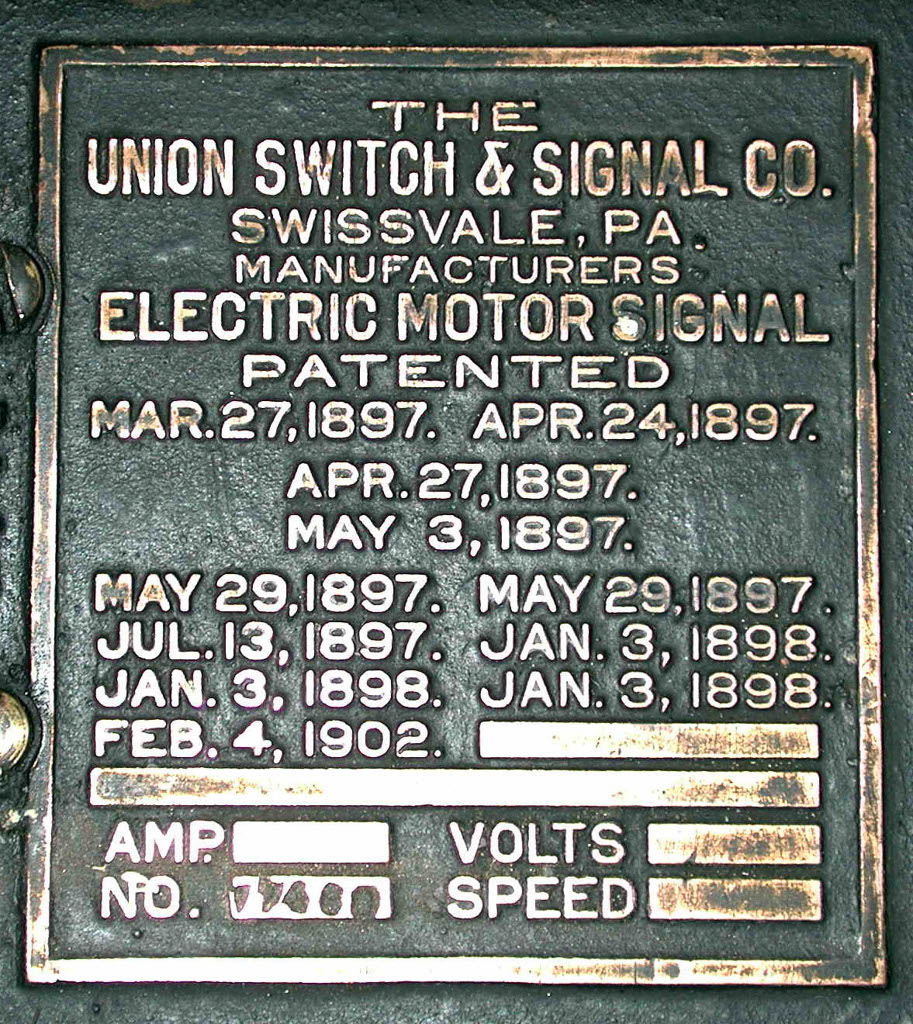 THE
UNION SWITCH & SIGNAL CO.
SWISSVALE, PA.
MANUFACTURERS
ELECTRIC MOTOR SIGNAL
PATENTED
MAR. 27, 1897. APR. 24, 1897.
APR. 27, 1897.
MAY 3, 1897.
MAY 29, 1897. MAY 29, 1897.
JUL. 13, 1897. JAN. 3, 1898.
JAN. 3, 1898. JAN. 3, 1898.
FEB. 4, 1902.
AMP. VOLTS
NO. SPEED